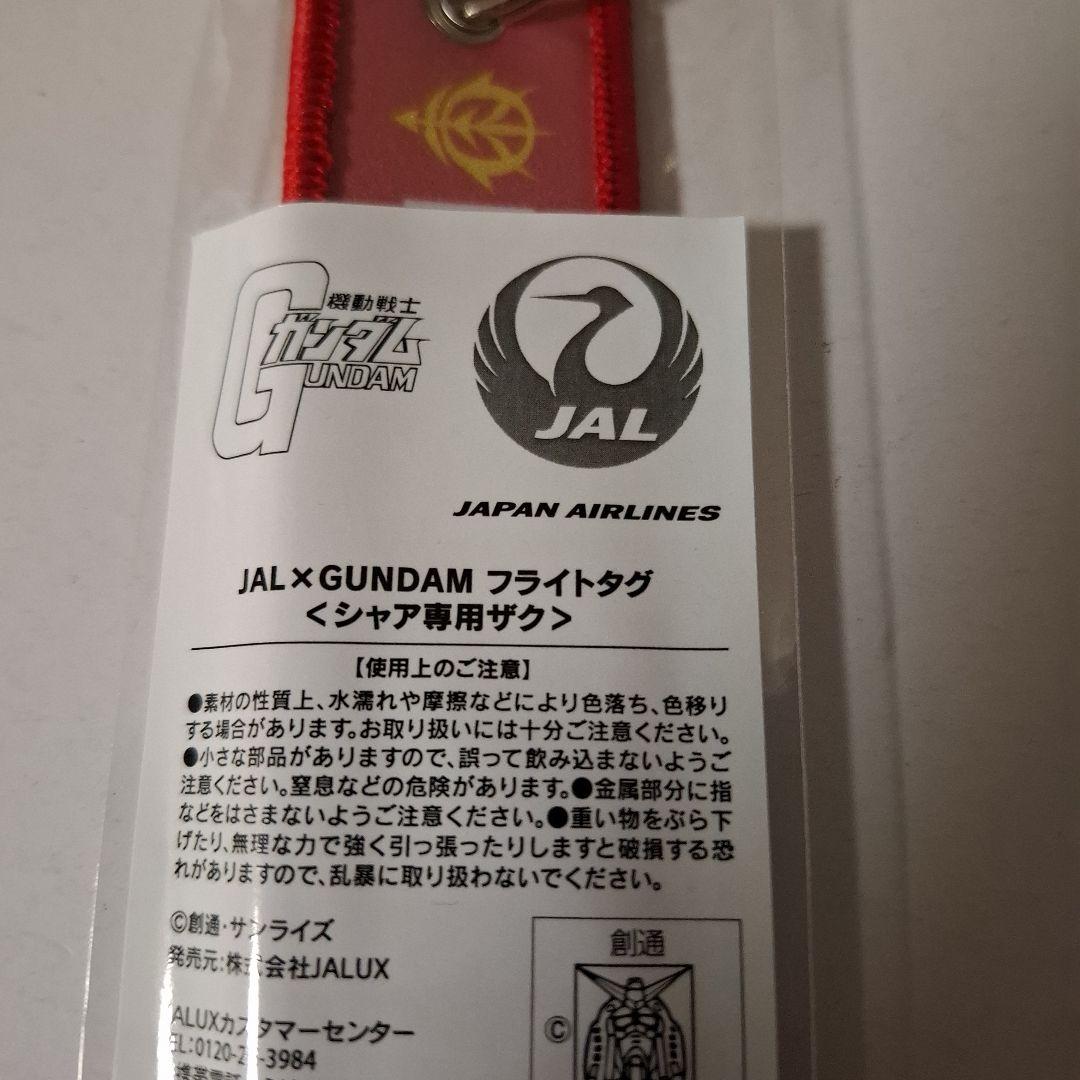 機動戦士
ガンダム
GUNDAM
JAL
JAPAN AIRLINES
JAL×GUNDAM フライトタグ
<シャア専用ザク>
【使用上のご注意】
●素材の性質上、水濡れや摩擦などにより色落ち、色移り
する場合があります。お取り扱いには十分ご注意ください。
●小さな部品がありますので、誤って飲み込まないようご
注意ください。窒息などの危険があります。●金属部分に指
などをはさまないようご注意ください。●重い物をぶら下
げたり、無理な力で強く引っ張ったりしますと破損する恐
れがありますので、乱暴に取り扱わないでください。
©創通・サンライズ
発売元:株式会社JALUX
JALUXカスタマーセンター
創通
©